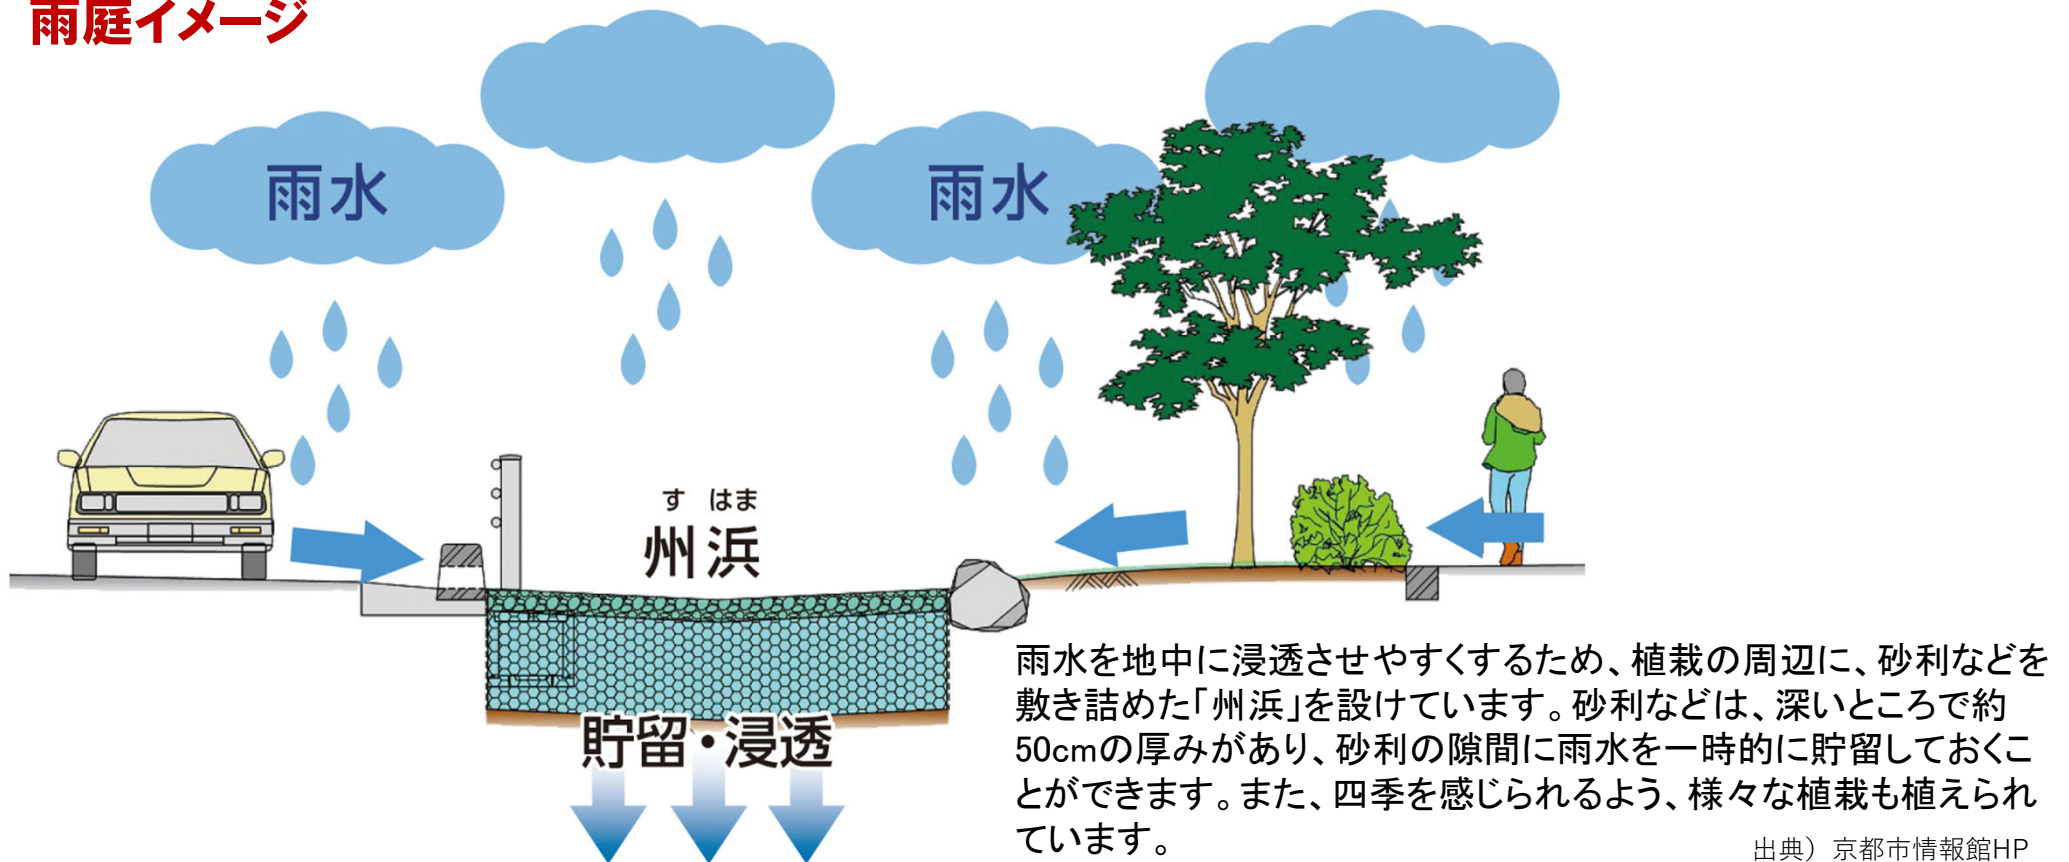 雨庭イメージ
雨水
雨水
す はま
州浜
貯留・浸透
雨水を地中に浸透させやすくするため、植栽の周辺に、砂利などを
敷き詰めた「州浜」を設けています。砂利などは、深いところで約
50cmの厚みがあり、砂利の隙間に雨水を一時的に貯留しておくこ
とができます。また、四季を感じられるよう、様々な植栽も植えられ
ています。
出典）京都市情報館HP